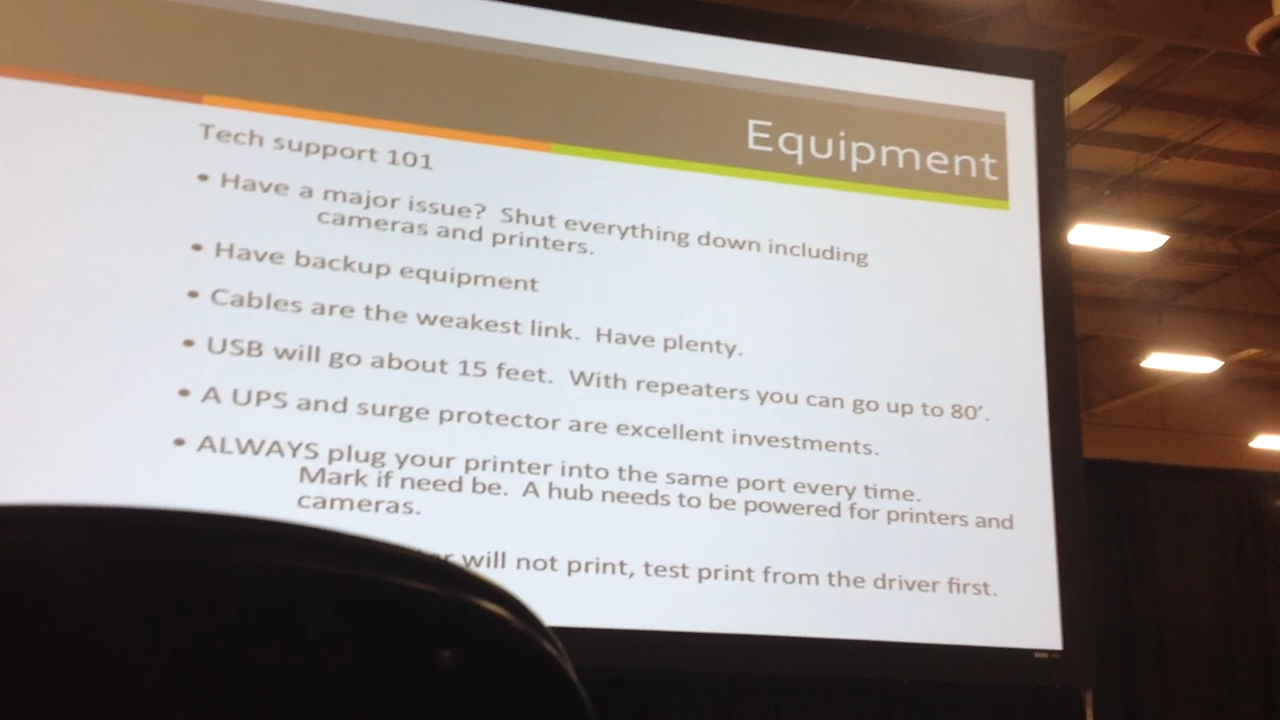 Equipment
Tech support 101
• Have a major issue?  Shut everything down including
cameras and printers.
• Have backup equipment
• Cables are the weakest link.  Have plenty.
• USB will go about 15 feet.  With repeaters you can go up to 80'.
• A UPS and surge protector are excellent investments.
• ALWAYS plug your printer into the same port every time.
Mark if need be.  A hub needs to be powered for printers and
cameras.
will not print, test print from the driver first.